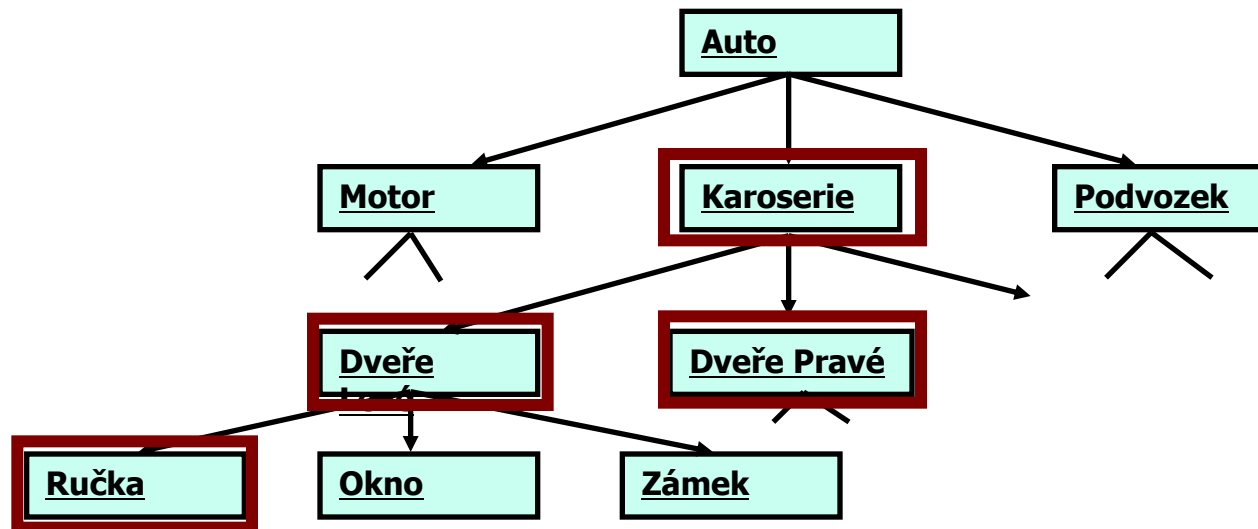 Auto
Motor
Karoserie
Podvozek
Dveře
Dveře Pravé
Ručka
Okno
Zámek